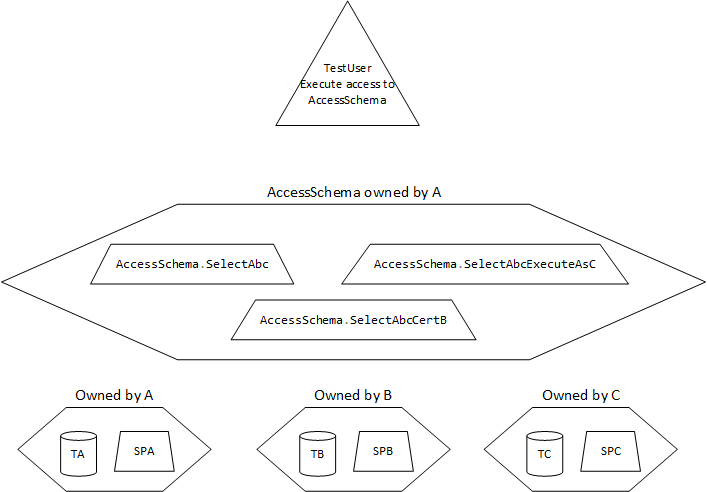 TestUser
Execute access to
AccessSchema
AccessSchema owned by A
AccessSchema.SelectAbc
AccessSchema.SelectAbcExecuteAsC
AccessSchema.SelectAbcCertB
Owned by A
Owned by B
Owned by C
TA
SPA
TB
SPB
TC
SPC